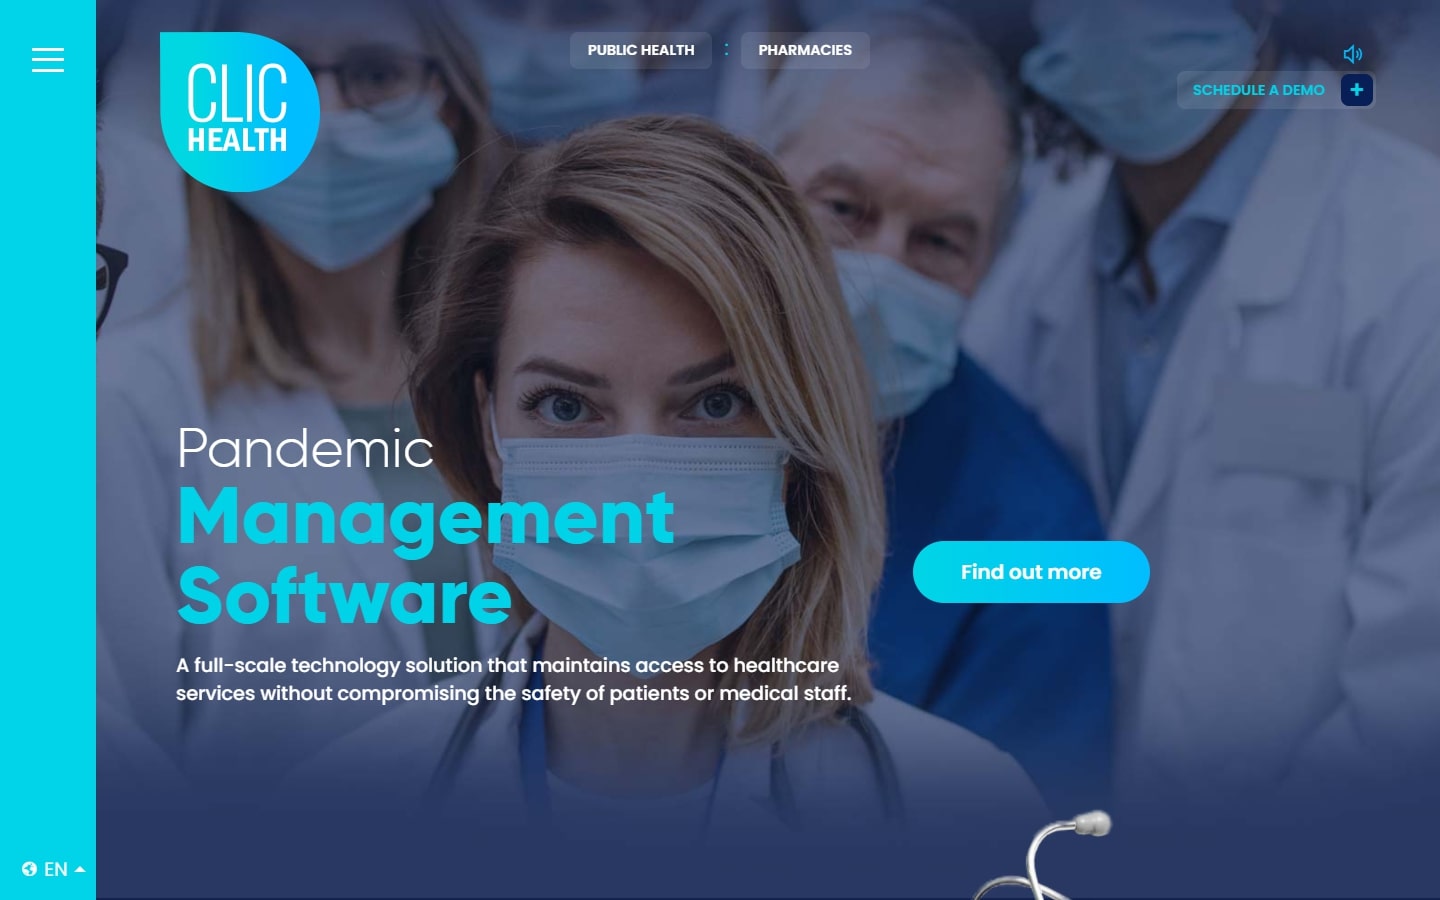 CLIC
HEALTH
PUBLIC HEALTH : PHARMACIES
SCHEDULE A DEMO +
Pandemic
Management
Software
A full-scale technology solution that maintains access to healthcare
services without compromising the safety of patients or medical staff.
Find out more
EN